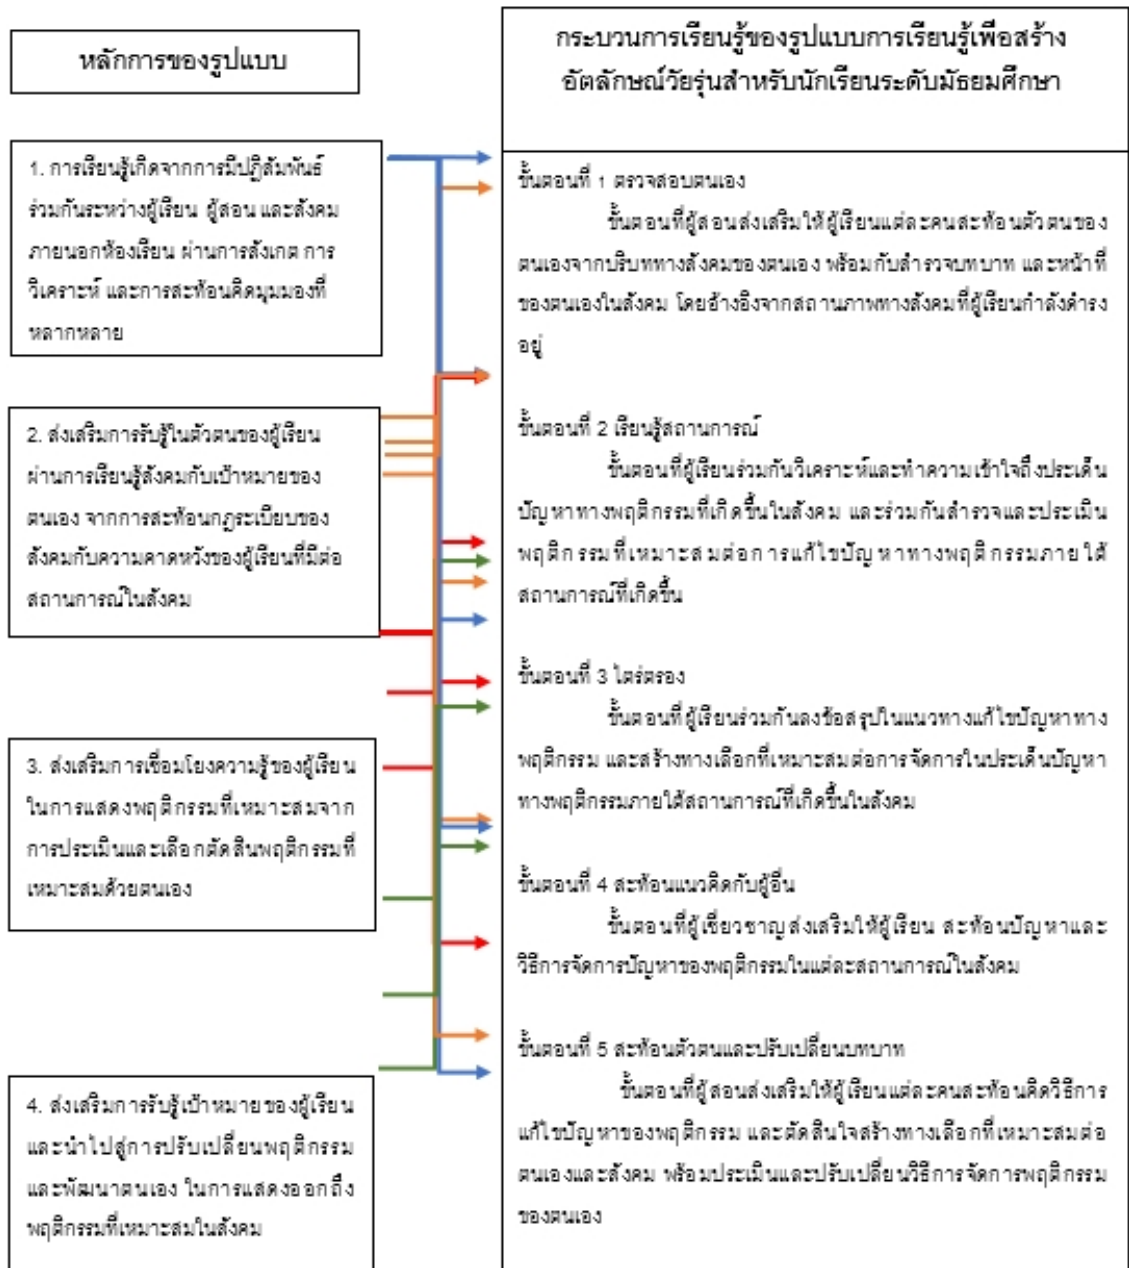 หลักการของรูปแบบ
1. การเรียนรู้เกิดจากการมีปฏิสัมพันธ์
ร่วมกันระหว่างผู้เรียน ผู้สอน และสังคม
ภายนอกห้องเรียน ผ่านการสังเกต การ
วิเคราะห์ และการสะท้อนคิดมุมมองที่
หลากหลาย
2. ส่งเสริมการรับรู้ในตัวตนของผู้เรียน
ผ่านการเรียนรู้สังคมกับเป้าหมายของ
ตนเอง จากการสะท้อนกฎระเบียบของ
สังคมกับความคาดหวังของผู้เรียนที่มีต่อ
สถานการณ์ในสังคม
3. ส่งเสริมการเชื่อมโยงความรู้ของผู้เรียน
ในการแสดงพฤติกรรมที่เหมาะสมจาก
การประเมินและเลือกตัดสินพฤติกรรมที่
เหมาะสมด้วยตนเอง
4. ส่งเสริมการรับรู้เป้าหมายของผู้เรียน
และนำไปสู่การปรับเปลี่ยนพฤติกรรม
และพัฒนาตนเอง ในการแสดงออกถึง
พฤติกรรมที่เหมาะสมในสังคม
กระบวนการเรียนรู้ของรูปแบบการเรียนรู้เพื่อสร้าง
อัตลักษณ์วัยรุ่นสำหรับนักเรียนระดับมัธยมศึกษา
ขั้นตอนที่ 1 ตรวจสอบตนเอง
ขั้นตอนที่ผู้สอนส่งเสริมให้ผู้เรียนแต่ละคนสะท้อนตัวตนของ
ตนเองจากบริบททางสังคมของตนเอง พร้อมกับสำรวจบทบาท และหน้าที่
ของตนเองในสังคม โดยอ้างอิงจากสถานภาพทางสังคมที่ผู้เรียนกำลังดำรง
อยู่
ขั้นตอนที่ 2 เรียนรู้สถานการณ์
ขั้นตอนที่ผู้เรียนร่วมกันวิเคราะห์และทำความเข้าใจถึงประเด็น
ปัญหาทางพฤติกรรมที่เกิดขึ้นในสังคม และร่วมกันสำรวจและประเมิน
พฤติกรรมที่เหมาะสมต่อการแก้ไขปัญหาทางพฤติกรรมภายใต้
สถานการณ์ที่เกิดขึ้น
ขั้นตอนที่ 3 ไตร่ตรอง
ขั้นตอนที่ผู้เรียนร่วมกันลงข้อสรุปในแนวทางแก้ไขปัญหาทาง
พฤติกรรม และสร้างทางเลือกที่เหมาะสมต่อการจัดการในประเด็นปัญหา
ทางพฤติกรรมภายใต้สถานการณ์ที่เกิดขึ้นในสังคม
ขั้นตอนที่ 4 สะท้อนแนวคิดกับผู้อื่น
ขั้นตอนที่ผู้เชี่ยวชาญส่งเสริมให้ผู้เรียน สะท้อนปัญหาและ
วิธีการจัดการปัญหาของพฤติกรรมในแต่ละสถานการณ์ในสังคม
ขั้นตอนที่ 5 สะท้อนตัวตนและปรับเปลี่ยนบทบาท
ขั้นตอนที่ผู้สอนส่งเสริมให้ผู้เรียนแต่ละคนสะท้อนคิดวิธีการ
แก้ไขปัญหาของพฤติกรรม และตัดสินใจสร้างทางเลือกที่เหมาะสมต่อ
ตนเองและสังคม พร้อมประเมินและปรับเปลี่ยนวิธีการจัดการพฤติกรรม
ของตนเอง